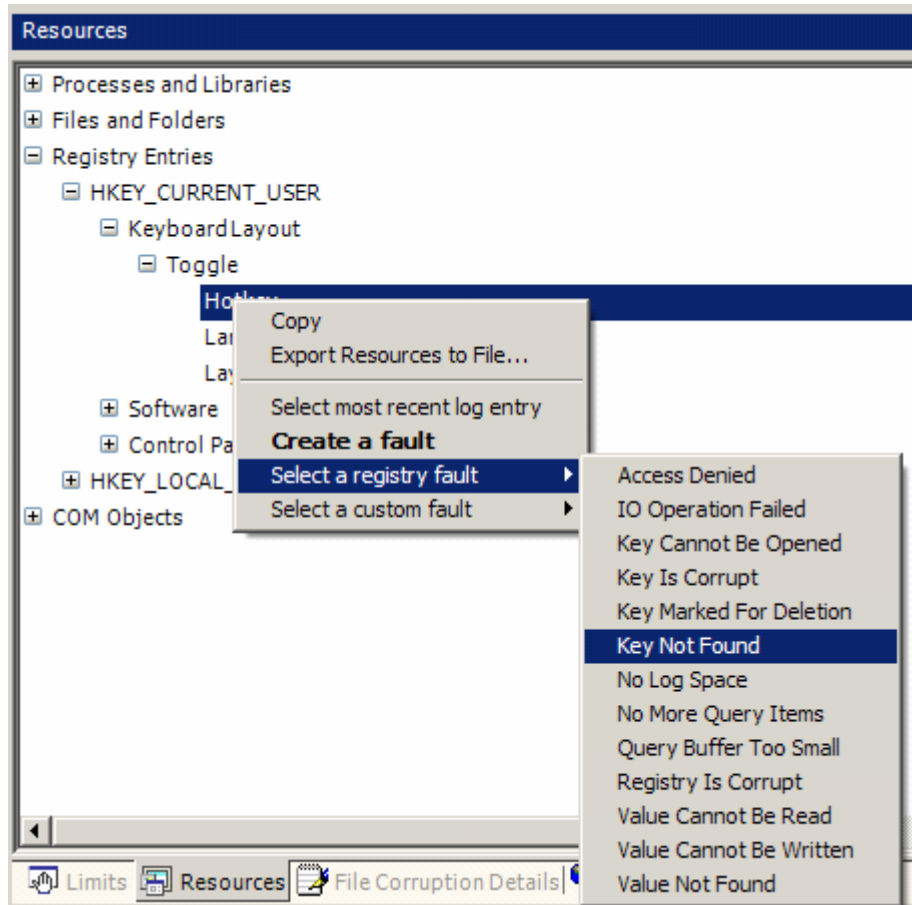 Resources
Processes and Libraries
Files and Folders
Registry Entries
HKEY_CURRENT_USER
Keyboard Layout
Toggle
Copy
Export Resources to File...
Select most recent log entry
Software
Create a fault
Control
HKEY_LOCAL_
Select a registry fault
Select a custom fault
COM Objects
Access Denied
IO Operation Failed
Key Cannot Be Opened
Key Is Corrupt
Key Marked For Deletion
Key Not Found
No Log Space
No More Query Items
Query Buffer Too Small
Registry Is Corrupt
Value Cannot Be Read
Value Cannot Be Written
Value Not Found
Limits Resources File Corruption Details